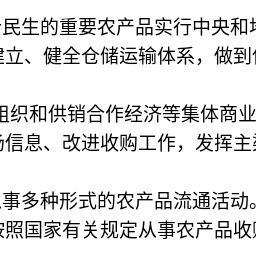 民生的重要农产品实行中央和
建立、健全仓储运输体系，做到
组织和供销合作经济等集体商业
场信息、改进收购工作，发挥主
事多种形式的农产品流通活动。
按照国家有关规定从事农产品收